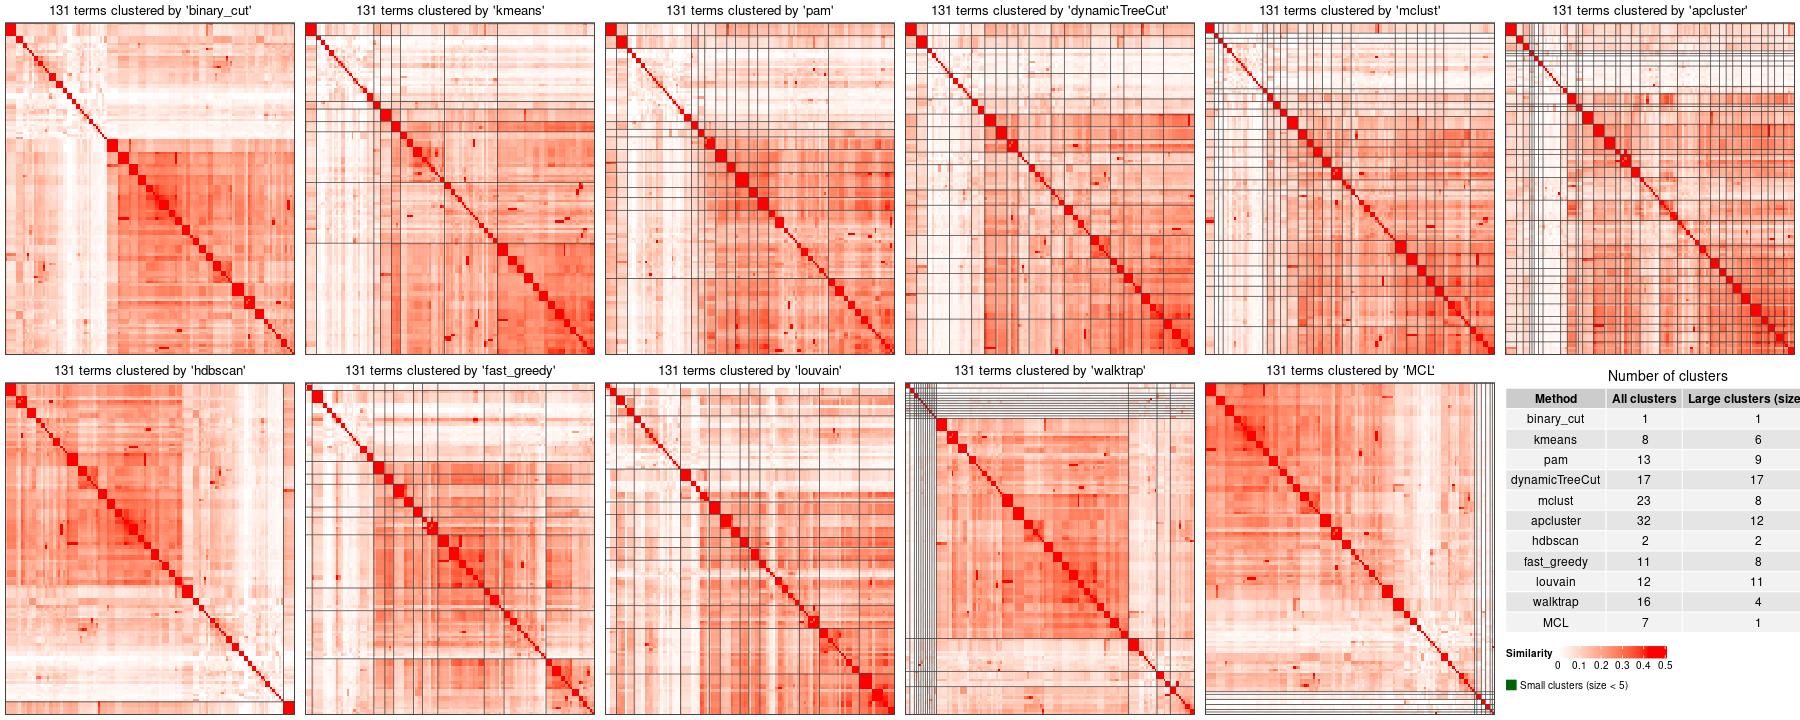 131 terms clustered by 'binary_cut'
131 terms clustered by 'kmeans'
131 terms clustered by 'pam'
131 terms clustered by 'dynamicTreeCut'
131 terms clustered by 'mclust'
131 terms clustered by 'apcluster'
131 terms clustered by 'hdbscan'
131 terms clustered by 'fast_greedy'
131 terms clustered by 'louvain'
131 terms clustered by 'walktrap'
131 terms clustered by 'MCL'
Number of clusters
Method All clusters Large clusters (size
binary_cut 1 1
kmeans 8 6
pam 13 9
dynamicTreeCut 17 17
mclust 23 8
apcluster 32 12
hdbscan 2 2
fast_greedy 11 8
louvain 12 11
walktrap 16 4
MCL 7 1
Similarity
0 0.1 0.2 0.3 0.4 0.5
Small clusters (size < 5)